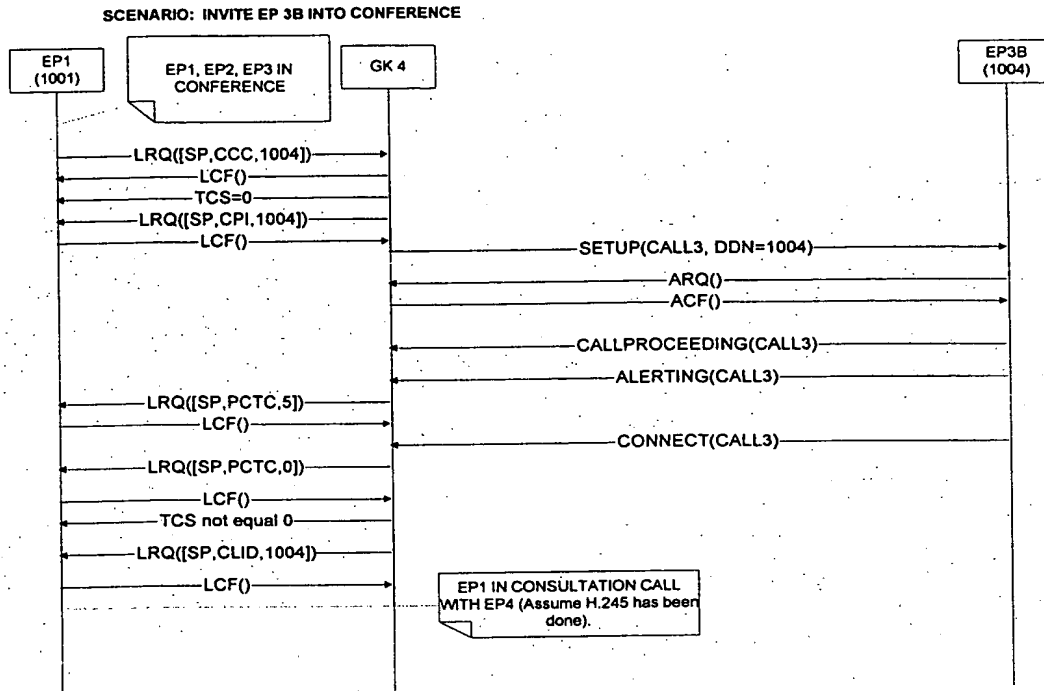 SCENARIO: INVITE EP 3B INTO CONFERENCE
EP1
(1001)
EP1, EP2, EP3 IN
CONFERENCE
GK 4
EP3B
(1004)
LRQ([SP,CCC,1004])
LCF()
TCS=0
LRQ([SP,CPI,1004])
LCF()
SETUP(CALL3, DDN=1004)
ARQ()
ACF()
CALLPROCEEDING(CALL3)
ALERTING(CALL3)
LRQ([SP,PCTC,5])
LCF()
CONNECT(CALL3)
LRQ([SP,PCTC,0])
LCF()
TCS not equal 0
LRQ([SP,CLID,1004])
LCF()
EP1 IN CONSULTATION CALL
WITH EP4 (Assume H.245 has been
done).